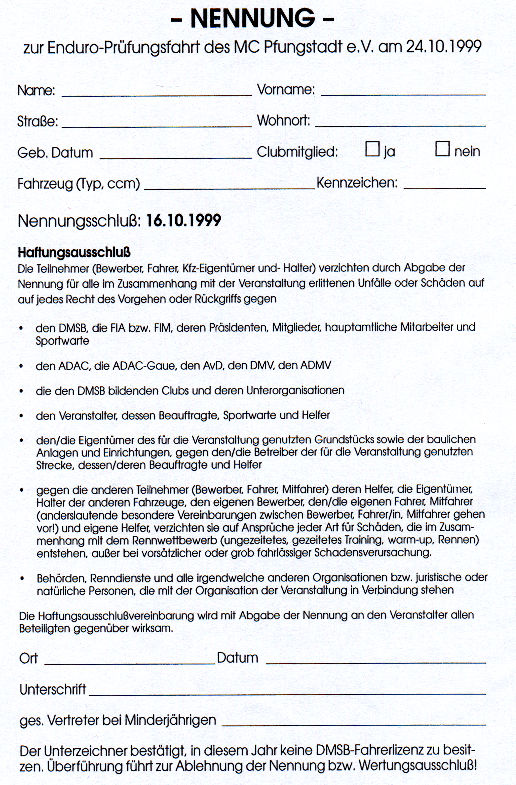 – NENNUNG –
zur Enduro-Prüfungsfahrt des MC Pfungstadt e.V. am 24.10.1999
Name: Vorname:
Straße: Wohnort:
Geb. Datum Clubmitglied: ja nein
Fahrzeug (Typ, ccm) Kennzeichen:
Nennungsschluß: 16.10.1999
Haftungsausschluß
Die Teilnehmer (Bewerber, Fahrer, Kfz-Eigentümer und- Halter) verzichten durch Abgabe der
Nennung für alle im Zusammenhang mit der Veranstaltung erlittenen Unfälle oder Schäden auf
auf jedes Recht des Vorgehen oder Rückgriffs gegen
• den DMSB, die FIA bzw. FIM, deren Präsidenten, Mitglieder, hauptamtliche Mitarbeiter und
Sportwarte
• den ADAC, die ADAC-Gaue, den AvD, den DMV, den ADMV
• die den DMSB bildenden Clubs und deren Unterorganisationen
• den Veranstalter, dessen Beauftragte, Sportwarte und Helfer
• den/die Eigentümer des für die Veranstaltung genutzten Grundstücks sowie der baulichen
Anlagen und Einrichtungen, gegen den/die Betreiber der für die Veranstaltung genutzten
Strecke, dessen/deren Beauftragte und Helfer
• gegen die anderen Teilnehmer (Bewerber, Fahrer, Mitfahrer) deren Helfer, die Eigentümer,
Halter der anderen Fahrzeuge, den eigenen Bewerber, den/die eigenen Fahrer, Mitfahrer
(anderslautende besondere Vereinbarungen zwischen Bewerber, Fahrer/in, Mitfahrer gehen
vor!) und eigene Helfer, verzichten sie auf Ansprüche jeder Art für Schäden, die im Zusam-
menhang mit dem Rennwettbewerb (ungezeitetes, gezeitetes Training, warm-up, Rennen)
entstehen, außer bei vorsätzlicher oder grob fahrlässiger Schadensverursachung.
• Behörden, Renndienste und alle irgendwelche anderen Organisationen bzw. juristische oder
natürliche Personen, die mit der Organisation der Veranstaltung in Verbindung stehen
Die Haftungsausschlußvereinbarung wird mit Abgabe der Nennung an den Veranstalter allen
Beteiligten gegenüber wirksam.
Ort Datum
Unterschrift
ges. Vertreter bei Minderjährigen
Der Unterzeichner bestätigt, in diesem Jahr keine DMSB-Fahrerlizenz zu besit-
zen. Überführung führt zur Ablehnung der Nennung bzw. Wertungsausschluß!